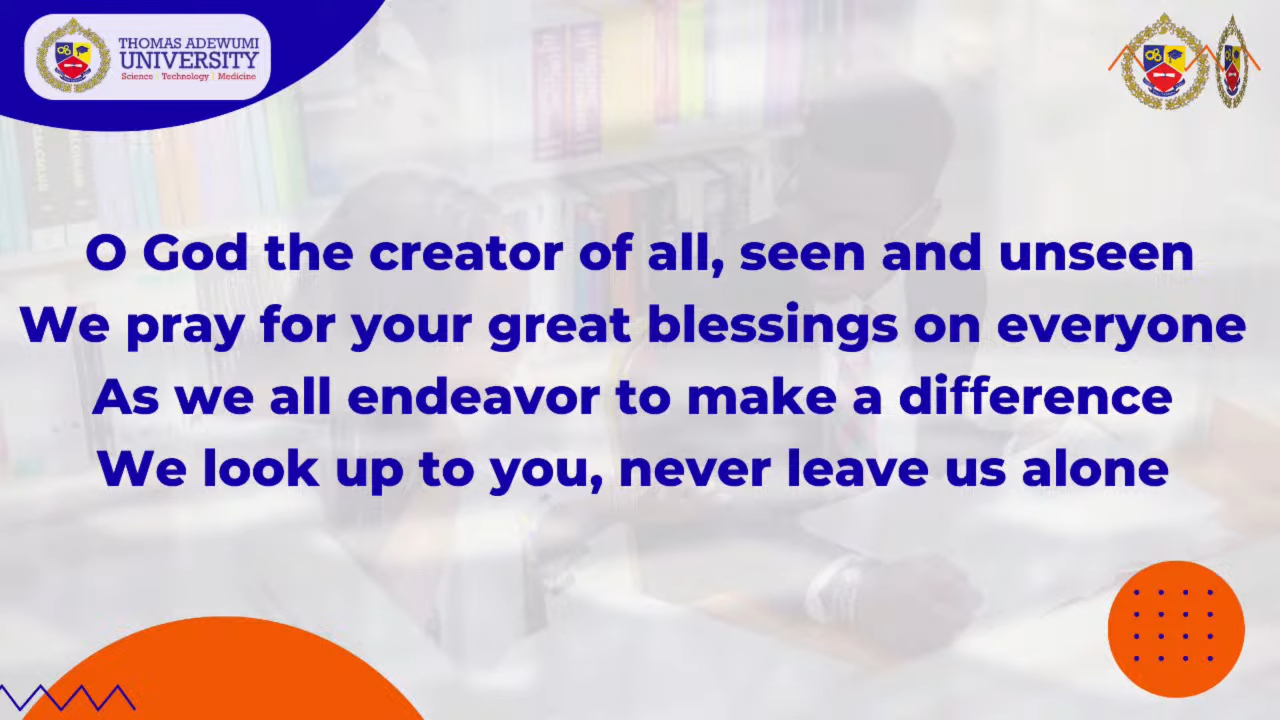 THOMAS ADEWUMI
UNIVERSITY
Science | Technology | Medicine
O God the creator of all, seen and unseen
We pray for your great blessings on everyone
As we all endeavor to make a difference
We look up to you, never leave us alone